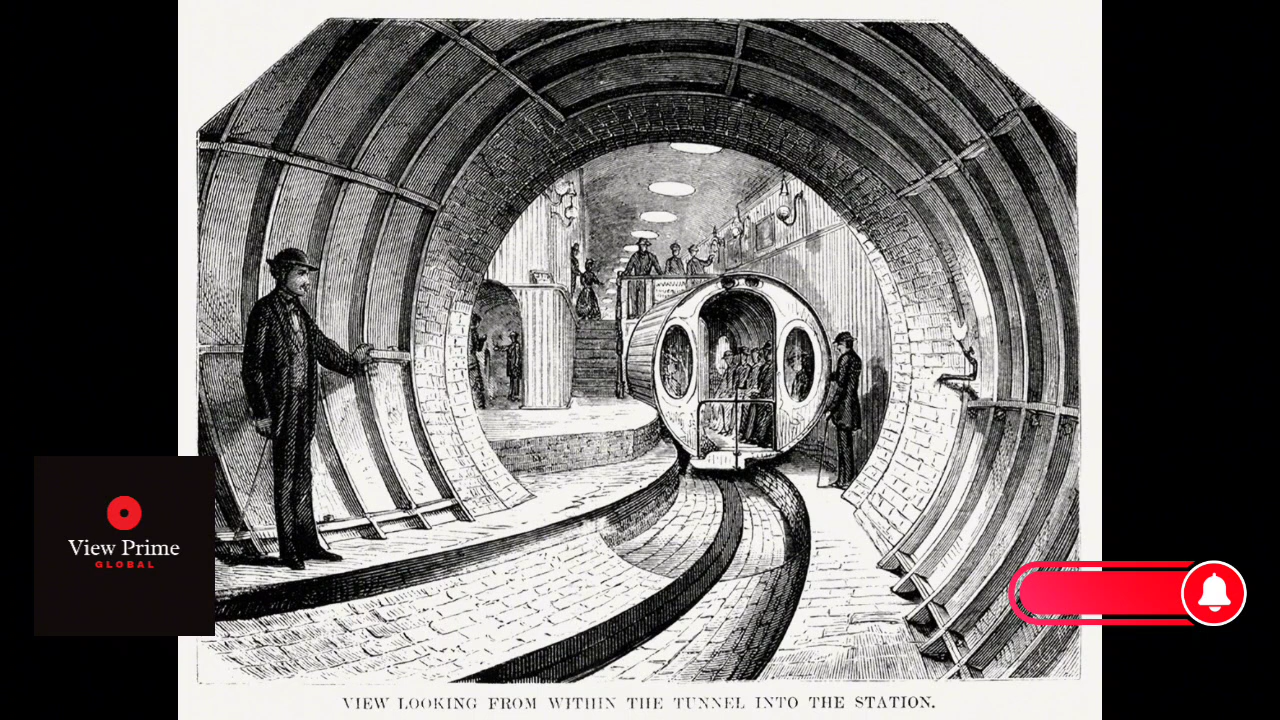 View Prime
GLOBAL
VIEW LOOKING FROM WITHIN THE TUNNEL INTO THE STATION.